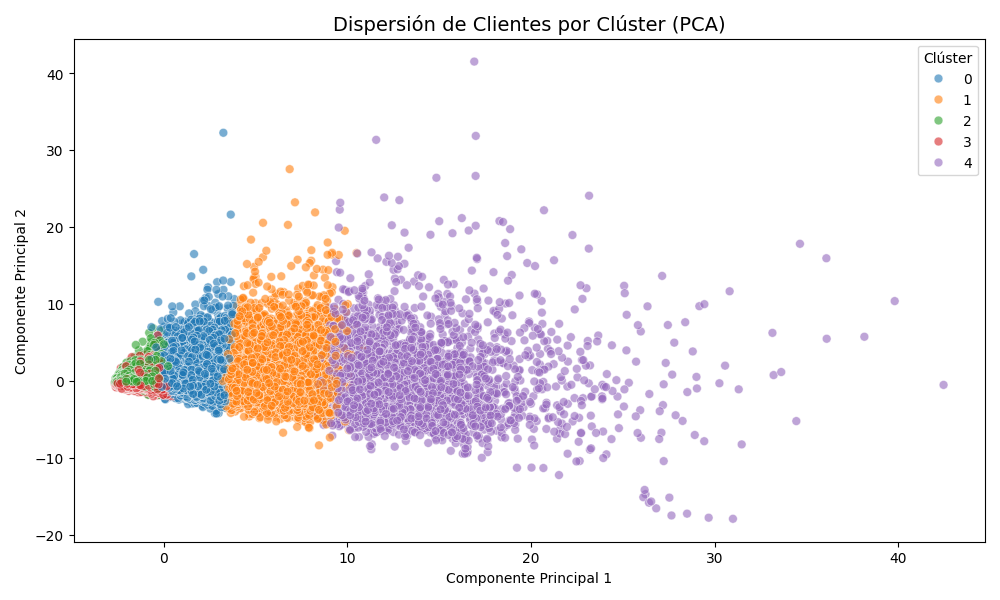 Dispersión de Clientes por Clúster (PCA)
Clúster
0
1
2
3
4
Componente Principal 2
40
30
20
10
0
−10
−20
0 10 20 30 40
Componente Principal 1